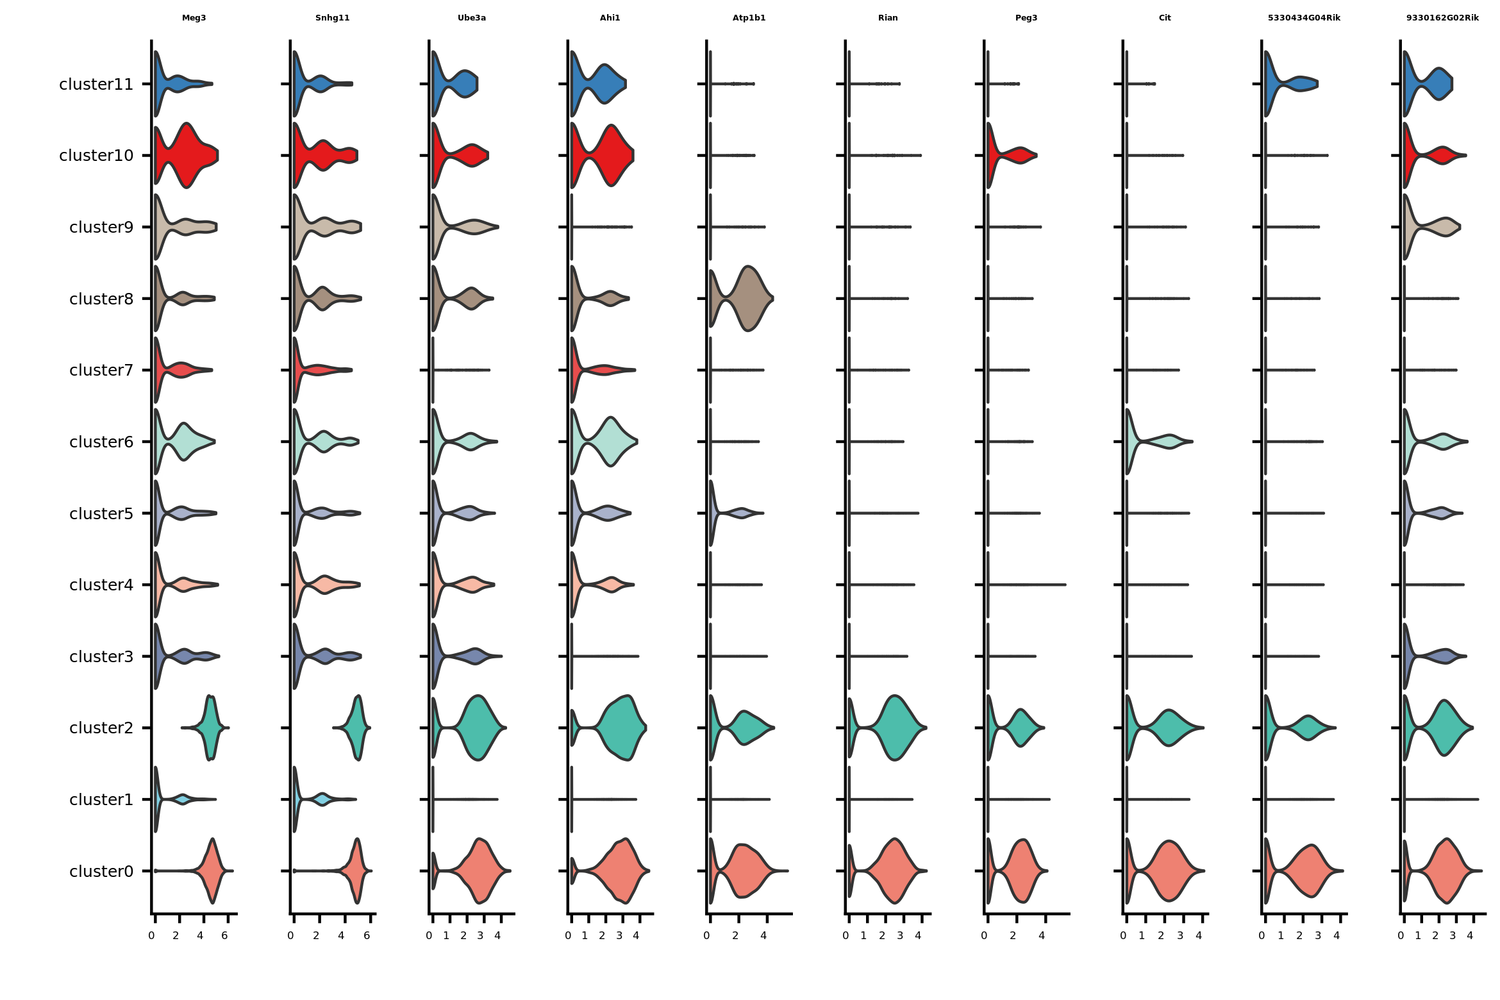 Meg3 Snhg11 Ube3a Ahi1 Atp1b1 Rian Peg3 Cit 5330434G04Rik 9330162G02Rik
cluster11
cluster10
cluster9
cluster8
cluster7
cluster6
cluster5
cluster4
cluster3
cluster2
cluster1
cluster0
0 2 4 6 0 2 4 6 0 1 2 3 4 0 1 2 3 4 0 2 4 0 1 2 3 4 0 2 4 0 1 2 3 4 0 1 2 3 4 0 1 2 3 4